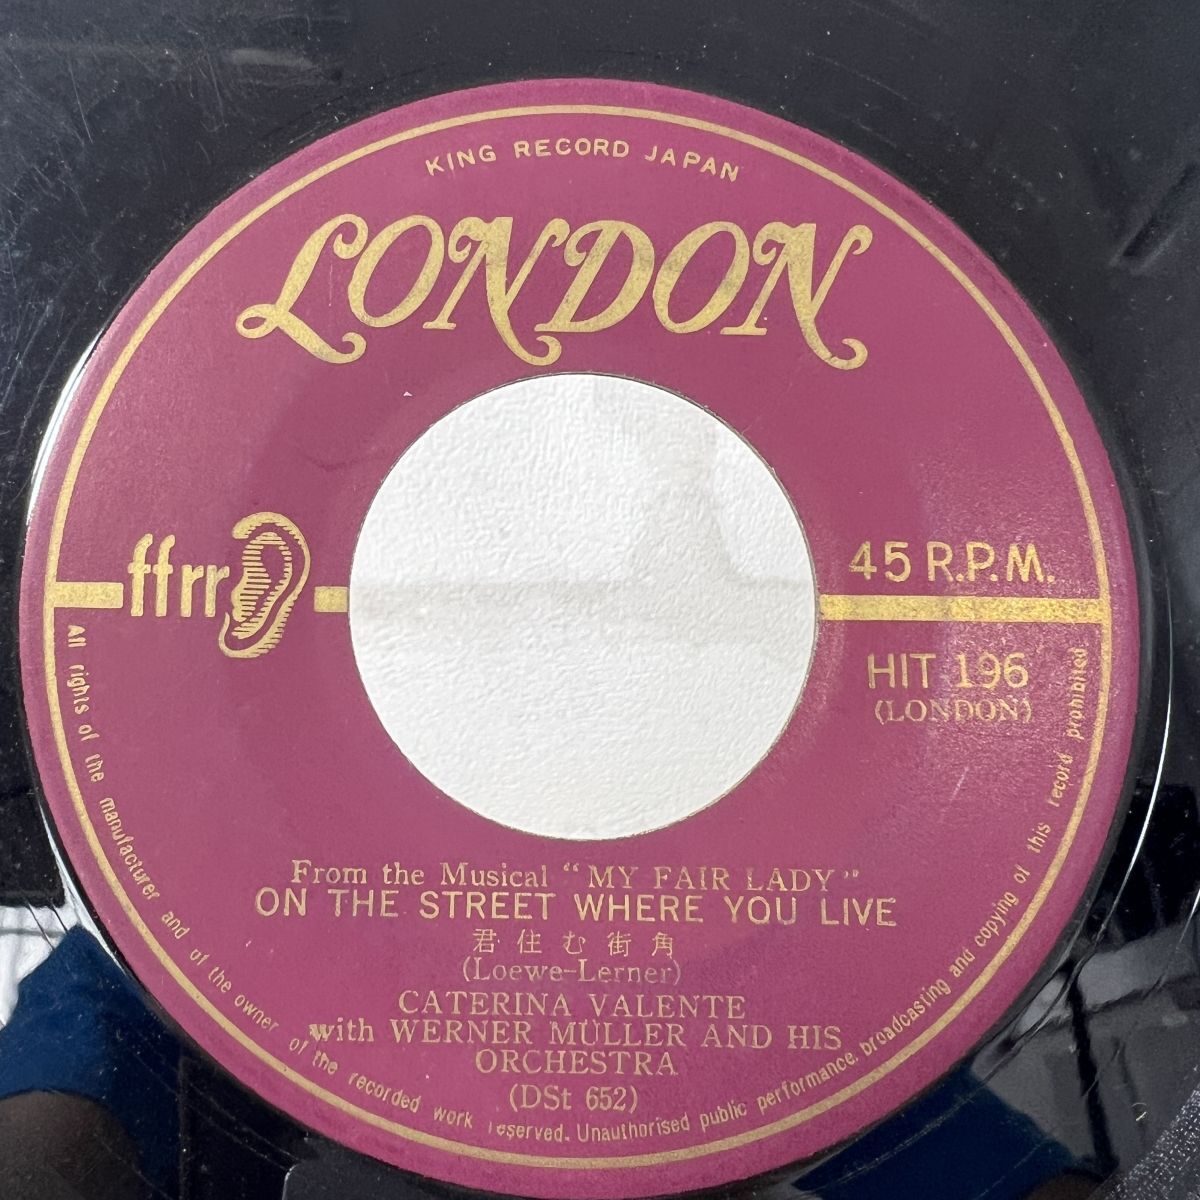 KING RECORD JAPAN
LONDON
ffrr
45 R.P.M.
HIT 196
(LONDON)
From the Musical "MY FAIR LADY"
ON THE STREET WHERE YOU LIVE
君住む街角
(Loewe-Lerner)
CATERINA VALENTE
with WERNER MÜLLER AND HIS
ORCHESTRA
(DSt 652)
All rights of the manufacturer and of the owner of the recorded work reserved. Unauthorised public performance, broadcasting and copying of this record prohibited